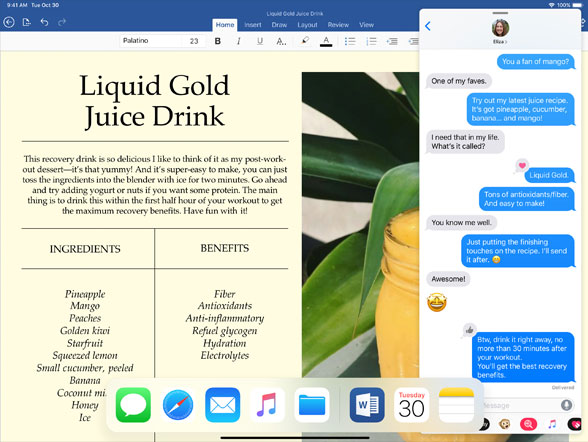 9:41 AM Tue Oct 30
Liquid Gold Juice Drink
100%
Home Insert Draw Layout Review View
Palatino 23 B I U A
Liquid Gold
Juice Drink
This recovery drink is so delicious I like to think of it as my post-work-
out dessert—it's that yummy! And it's super-easy to make, you can just
toss the ingredients into the blender with ice for two minutes. Go ahead
and try adding yogurt or nuts if you want some protein. The main
thing is to drink this within the first half hour of your workout to get
the maximum recovery benefits. Have fun with it!
INGREDIENTS
Pineapple
Mango
Peaches
Golden kiwi
Starfruit
Squeezed lemon
Small cucumber, peeled
Banana
Coconut
Honey
Ice
BENEFITS
Fiber
Antioxidants
Anti-inflammatory
Refuel glycogen
Hydration
Electrolytes
Eliza
You a fan of mango?
One of my faves.
Try out my latest juice recipe.
It's got pineapple, cucumber,
banana... and mango!
I need that in my life.
What's it called?
Liquid Gold.
Tons of antioxidants/fiber.
And easy to make!
You know me well.
Just putting the finishing
touches on the recipe. I'll send
it after. 🤩
Awesome!
Btw, drink it right away, no
more than 30 minutes after
your workout.
You'll get the best recovery
benefits.
Delivered
Message
W
Tuesday
30